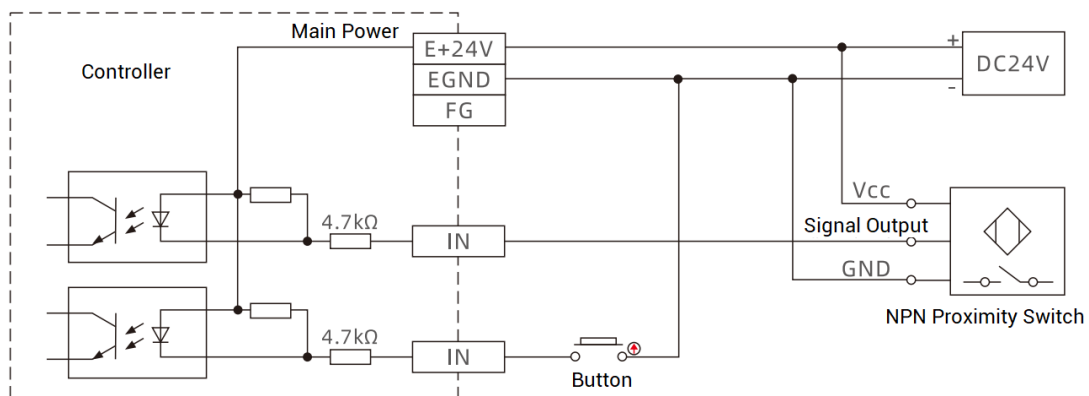 Main Power
E+24V
+
DC24V
Controller
EGND
-
FG
Vcc
4.7kΩ
IN
Signal Output
GND
NPN Proximity Switch
4.7kΩ
IN
Button